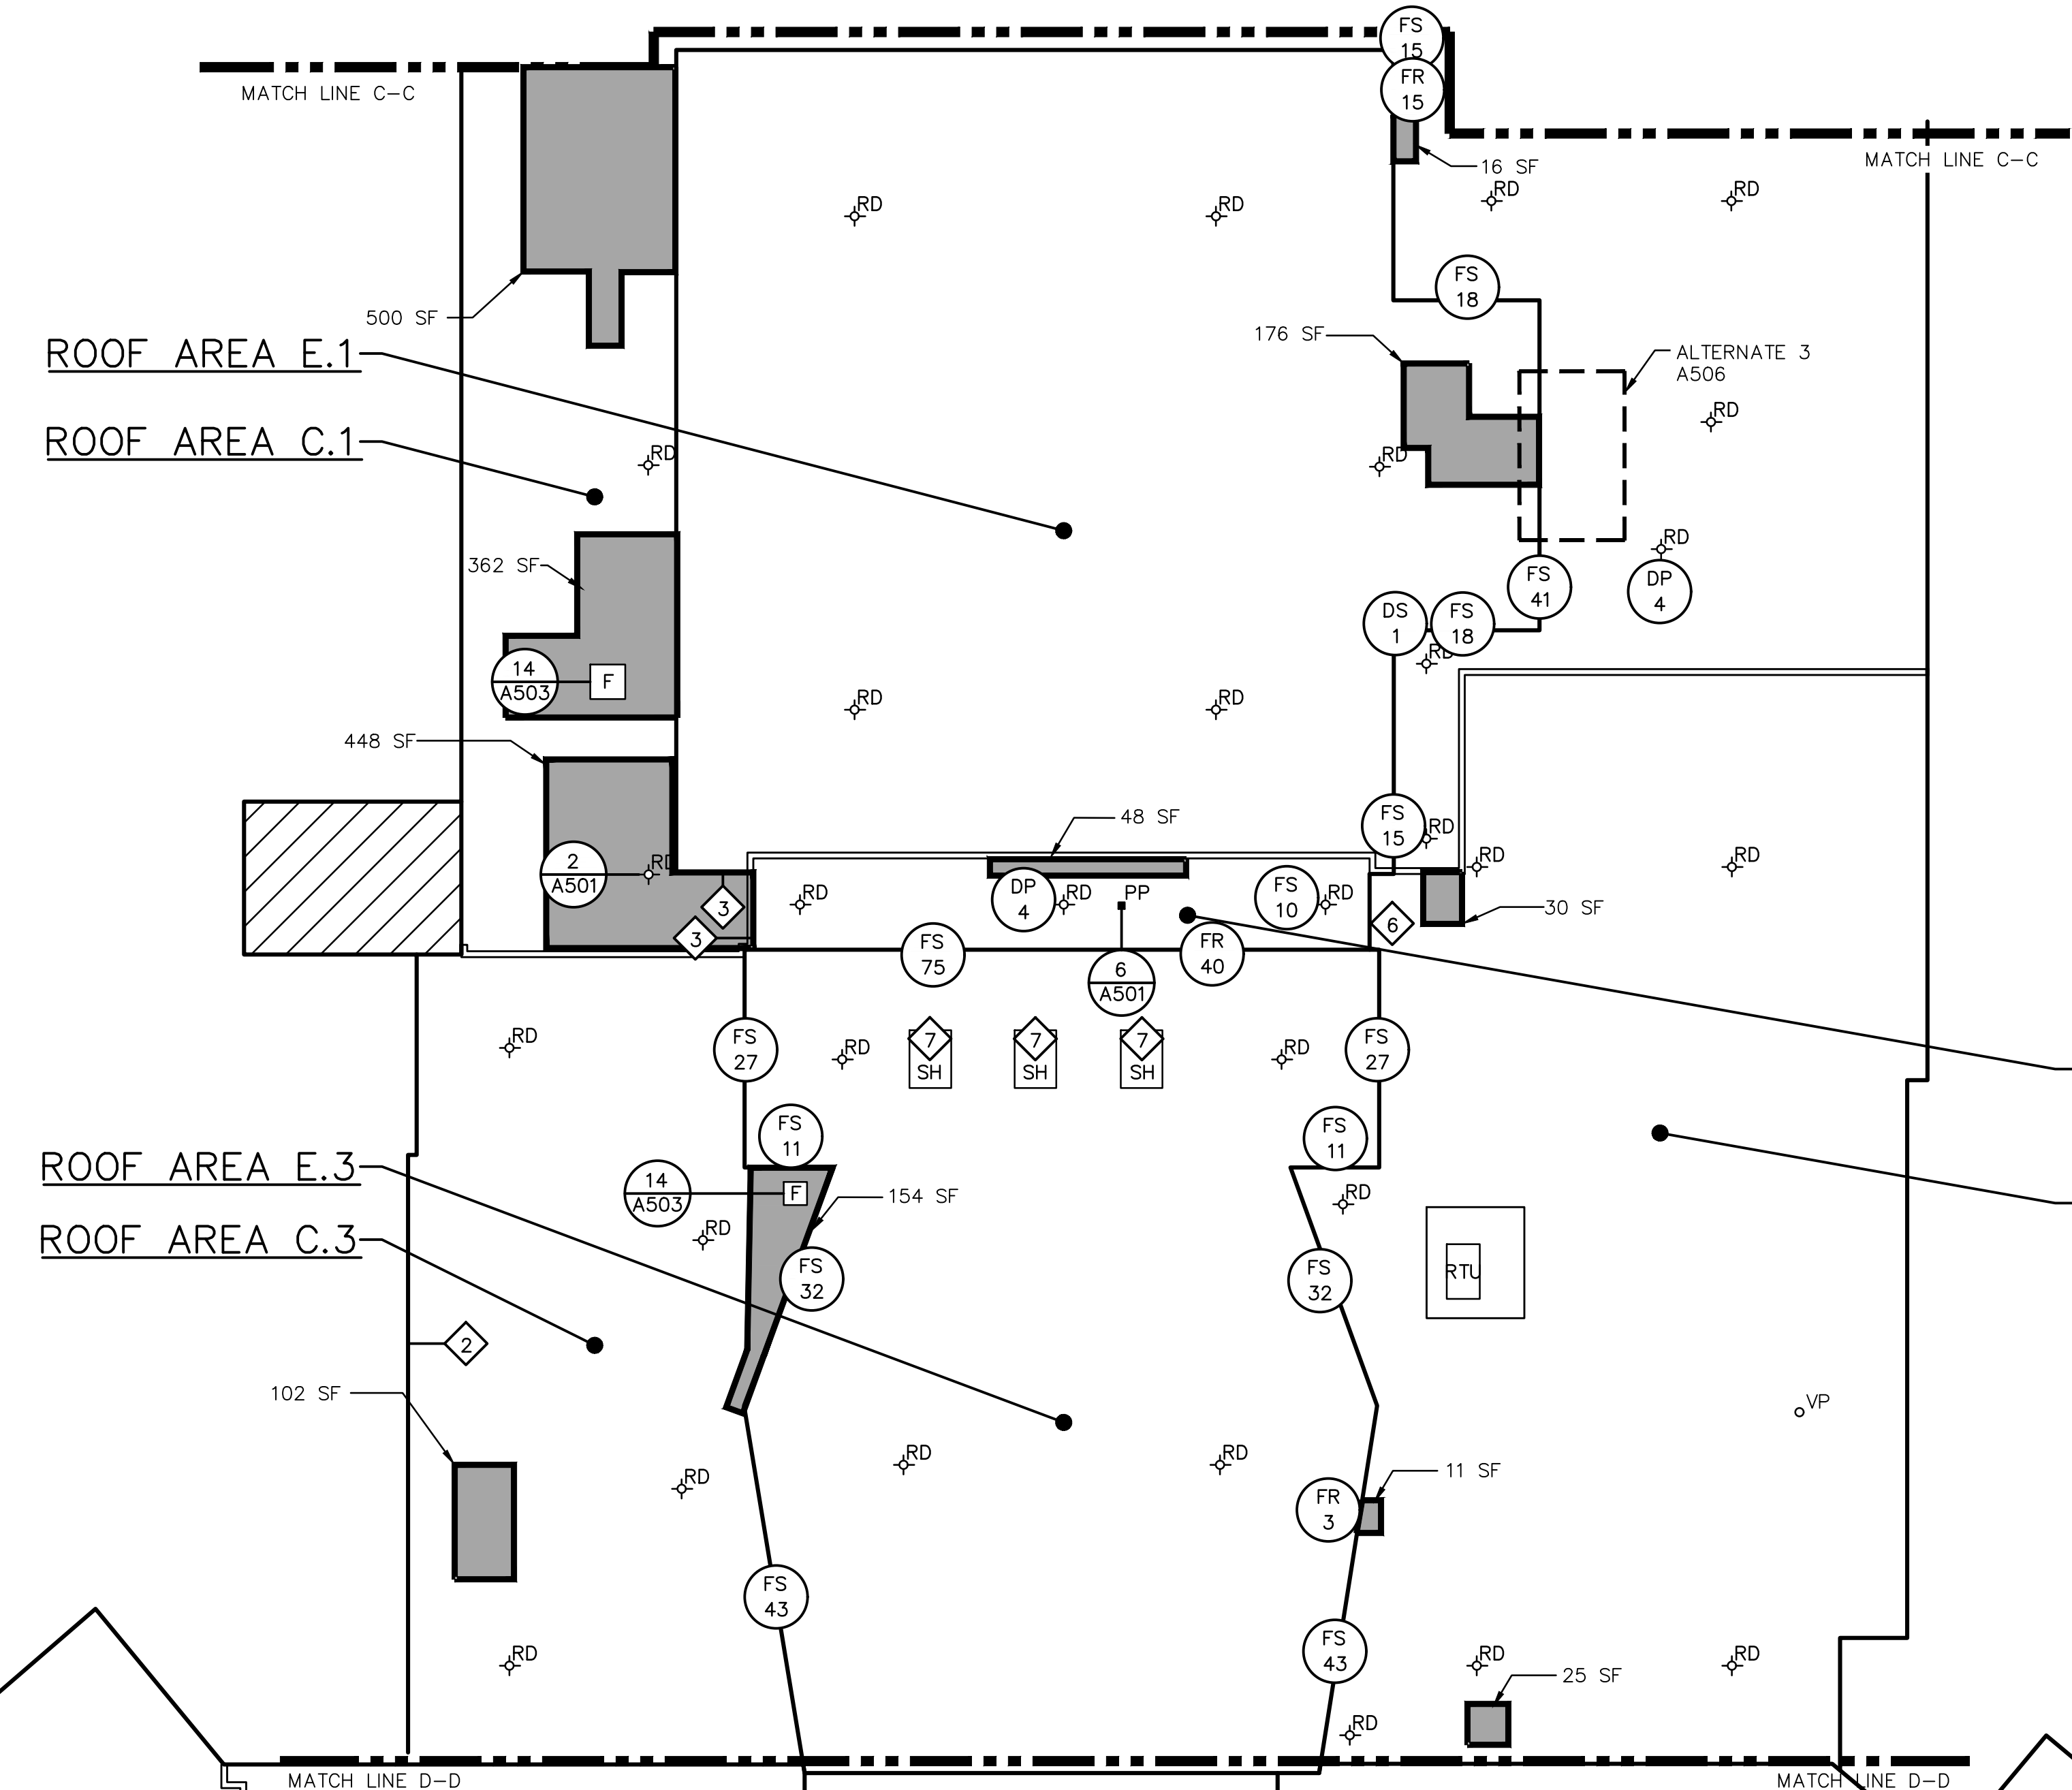 FS
15
FR
15
MATCH LINE C-C
MATCH LINE C-C
16 SF
RD
RD
RD
RD
FS
18
500 SF
176 SF
ROOF AREA E.1
ALTERNATE 3
A506
RD
ROOF AREA C.1
RD
RD
RD
362 SF
FS
41
DP
4
DS
1
FS
18
RD
14
A503
F
RD
RD
448 SF
48 SF
FS
15
RD
RD
RD
2
A501
RD
3
3
RD
DP
4
RD
PP
FS
10
RD
6
30 SF
FS
75
FR
40
6
A501
RD
FS
27
RD
7
SH
7
SH
7
SH
RD
FS
27
FS
11
FS
11
ROOF AREA E.3
14
A503
F
154 SF
RD
RD
ROOF AREA C.3
FS
32
FS
32
RTU
2
102 SF
VP
RD
RD
RD
11 SF
FR
3
FS
43
FS
43
RD
RD
RD
25 SF
RD
MATCH LINE D-D
MATCH LINE D-D